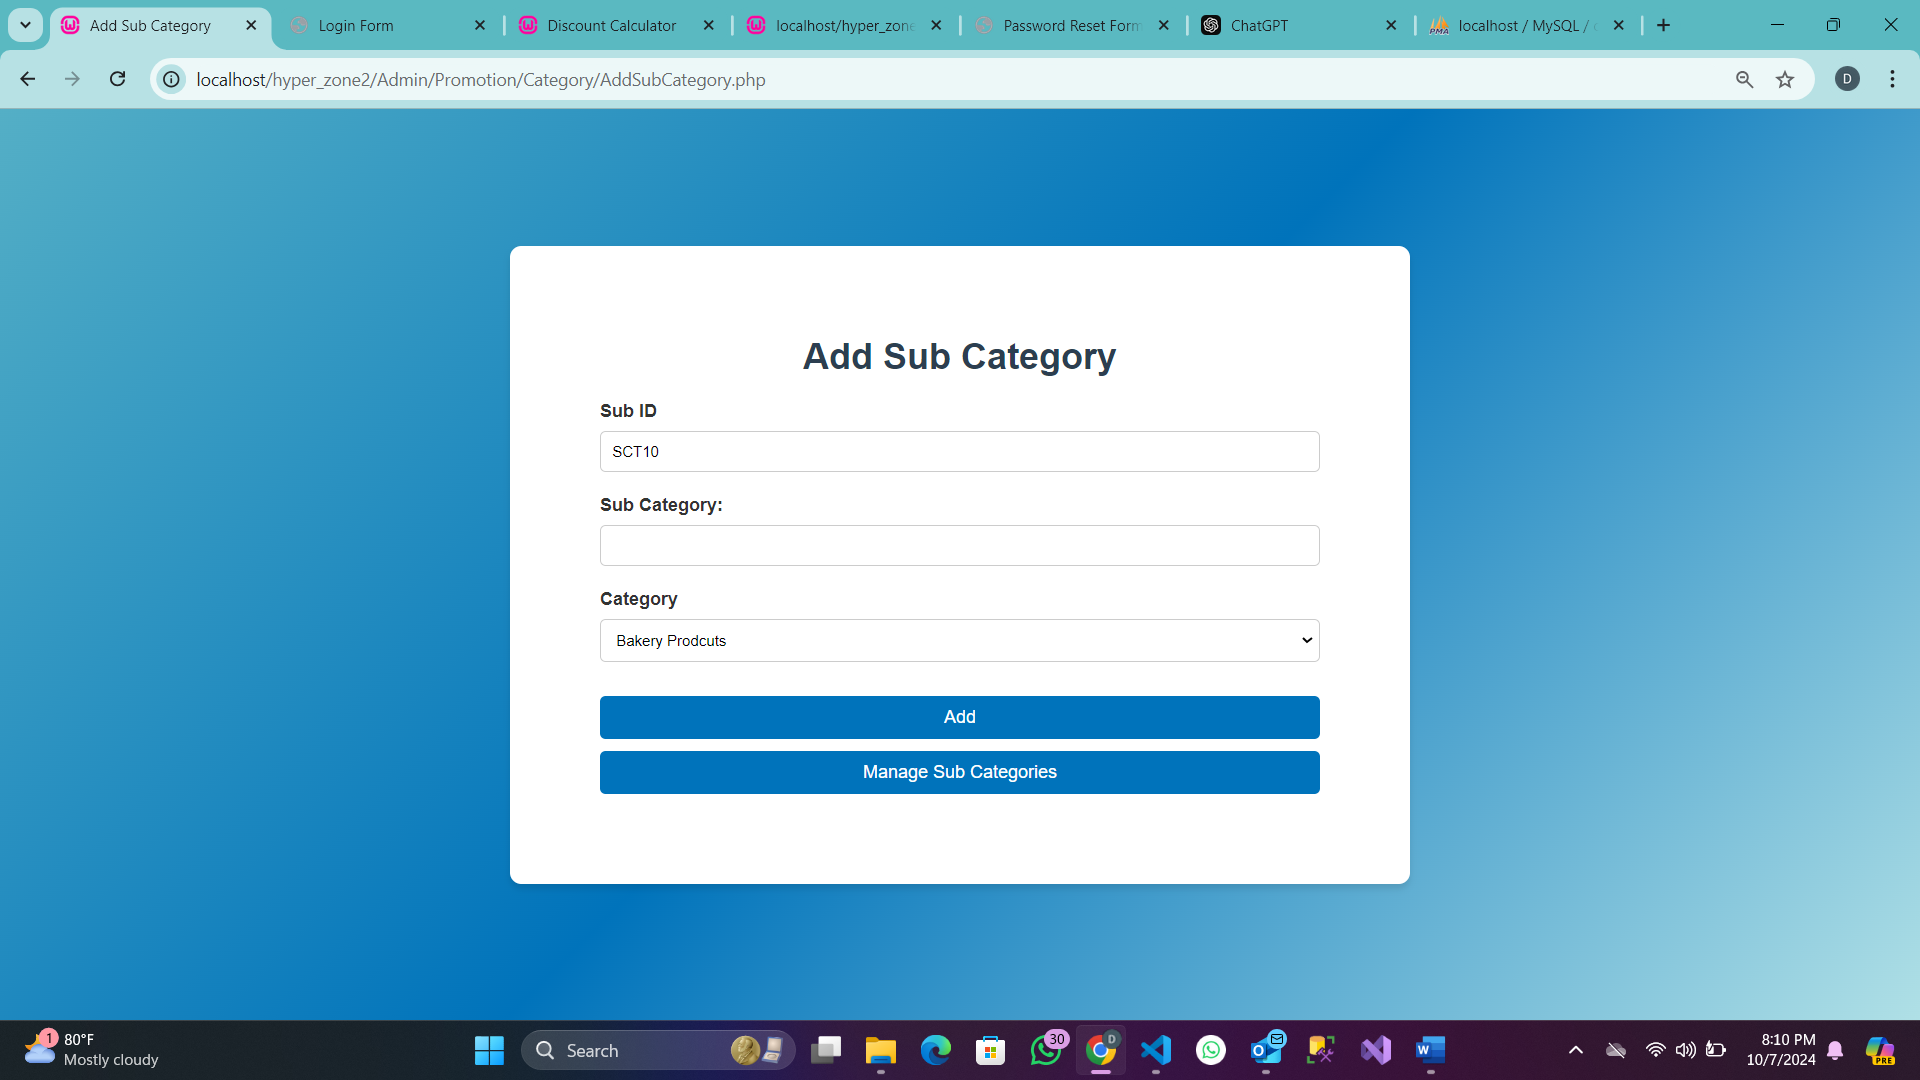 Add Sub Category
Login Form
Discount Calculator
localhost/hyper_zone
Password Reset Form
ChatGPT
localhost / MySQL /
localhost/hyper_zone2/Admin/Promotion/Category/AddSubCategory.php
D
Add Sub Category
Sub ID
SCT10
Sub Category:
Category
Bakery Prodcuts
Add
Manage Sub Categories
1
80°F
Mostly cloudy
Search
30
D
8:10 PM
10/7/2024
PRE